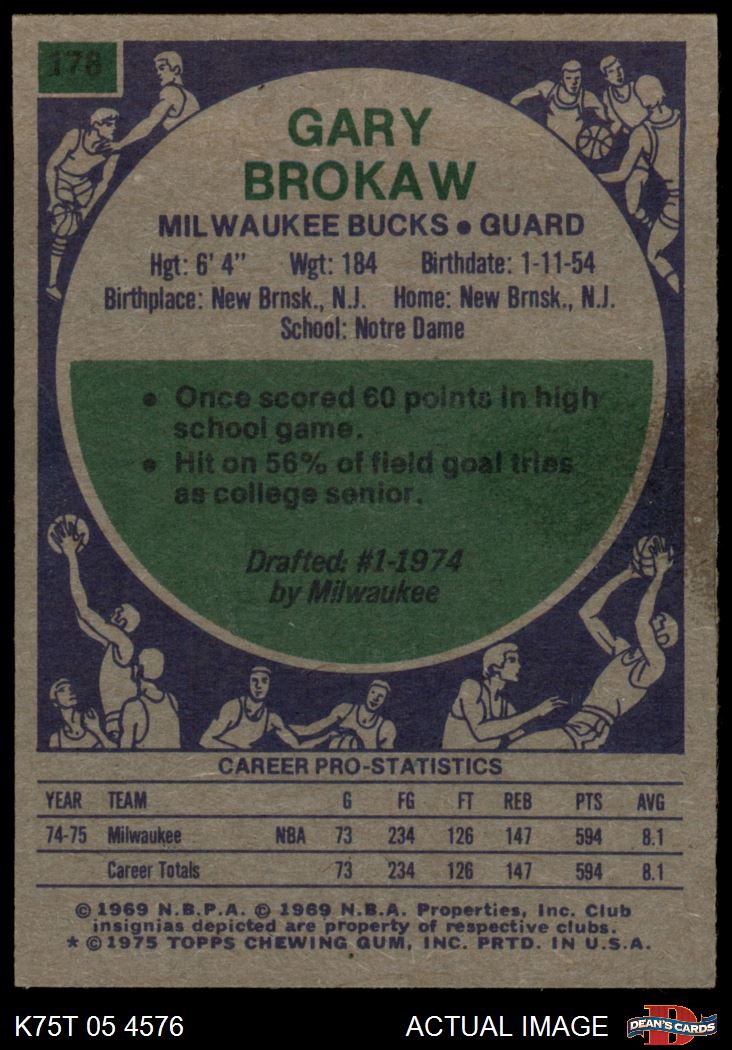 178
GARY
BROKAW
MILWAUKEE BUCKS • GUARD
Hgt: 6' 4" Wgt: 184 Birthdate: 1-11-54
Birthplace: New Brnsk., N.J. Home: New Brnsk., N.J.
School: Notre Dame
• Once scored 60 points in high
school game.
• Hit on 56% of field goal tries
as college senior.
Drafted: #1-1974
by Milwaukee
CAREER PRO-STATISTICS
YEAR TEAM G FG FT REB PTS AVG
74-75 Milwaukee NBA 73 234 126 147 594 8.1
Career Totals 73 234 126 147 594 8.1
© 1969 N.B.P.A. © 1969 N.B.A. Properties, Inc. Club
insignias depicted are property of respective clubs.
* © 1975 TOPPS CHEWING GUM, INC. PRTD. IN U.S.A.
K75T 05 4576 ACTUAL IMAGE D DEAN'S CARDS